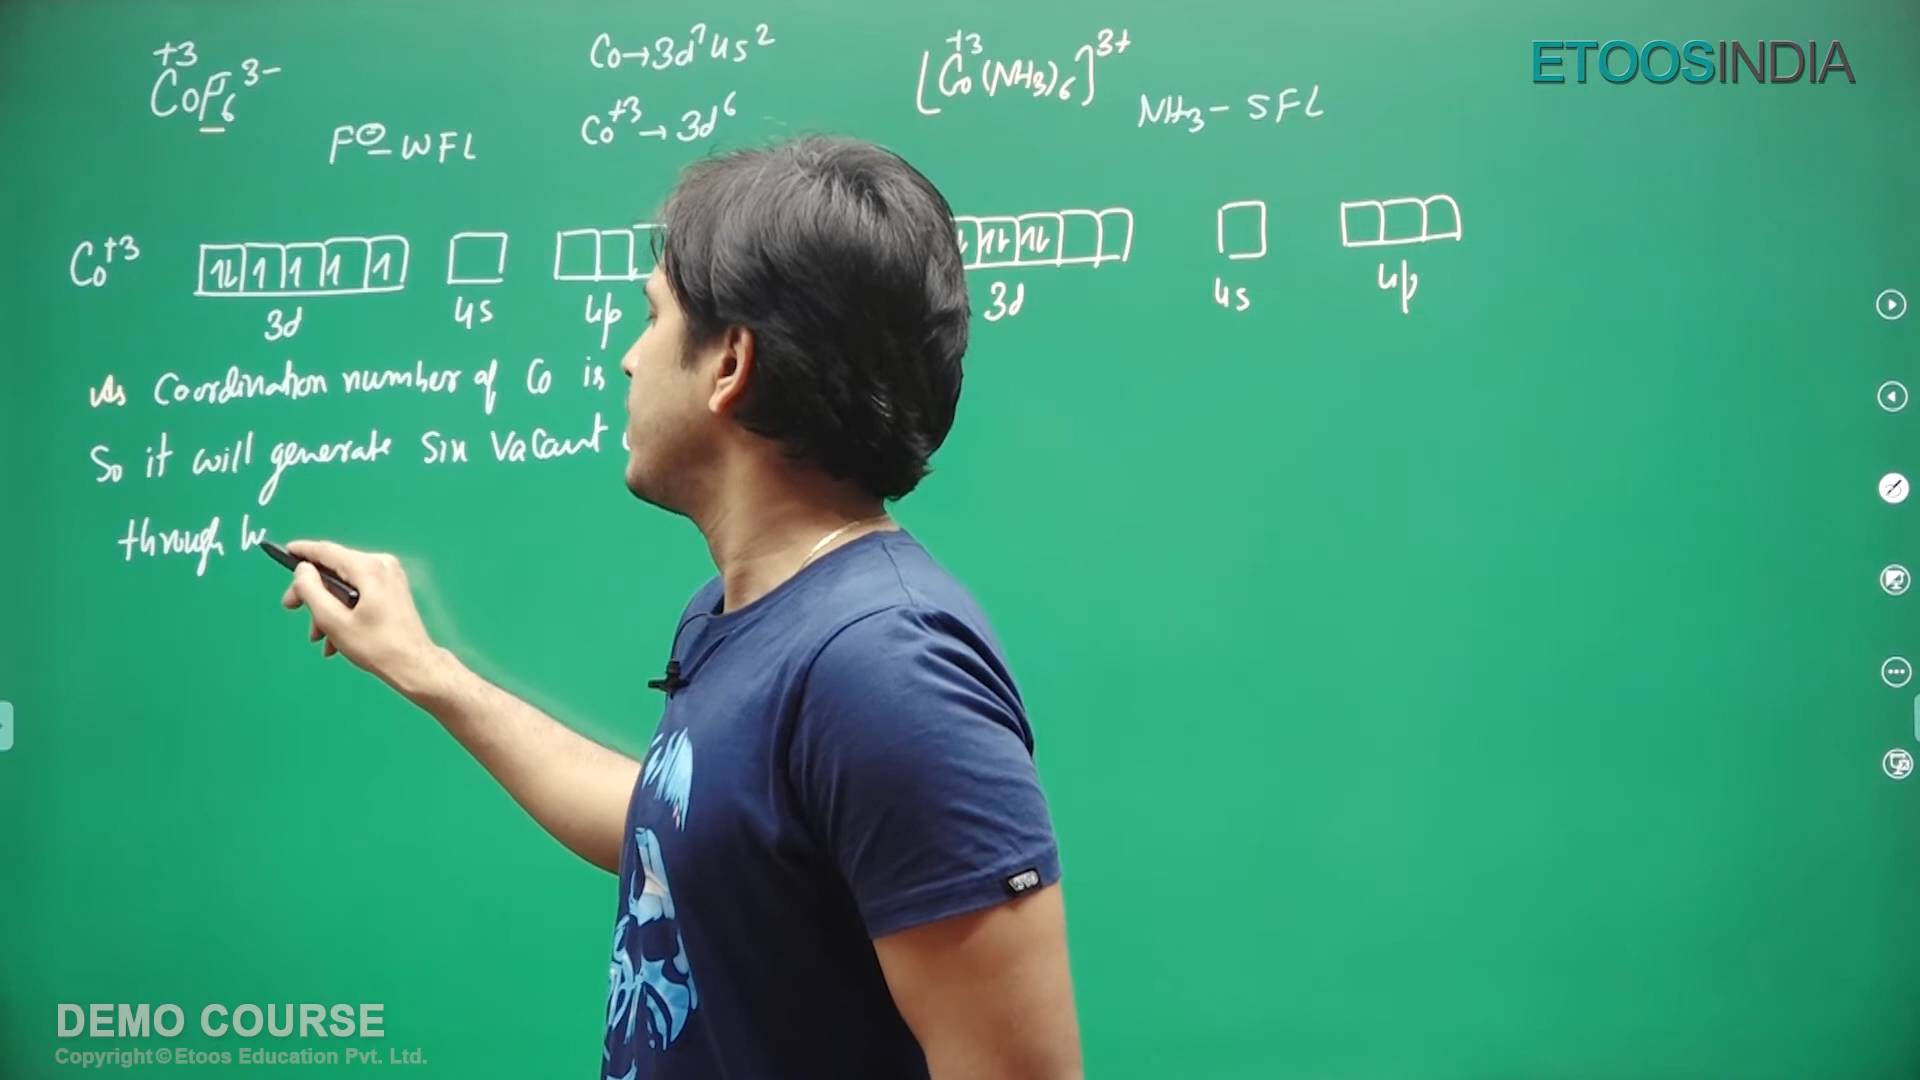 +3
CoF6 3-
F⊖ - WFL
Co → 3d7 4s2
Co+3 → 3d6
+3
[Co(NH3)6]3+
NH3 - SFL
ETOOSINDIA
Co+3
3d 4s 4p
3d 4s 4p
As Coordination number of Co is
So it will generate Six Vacant
through
DEMO COURSE
Copyright © Etoos Education Pvt. Ltd.